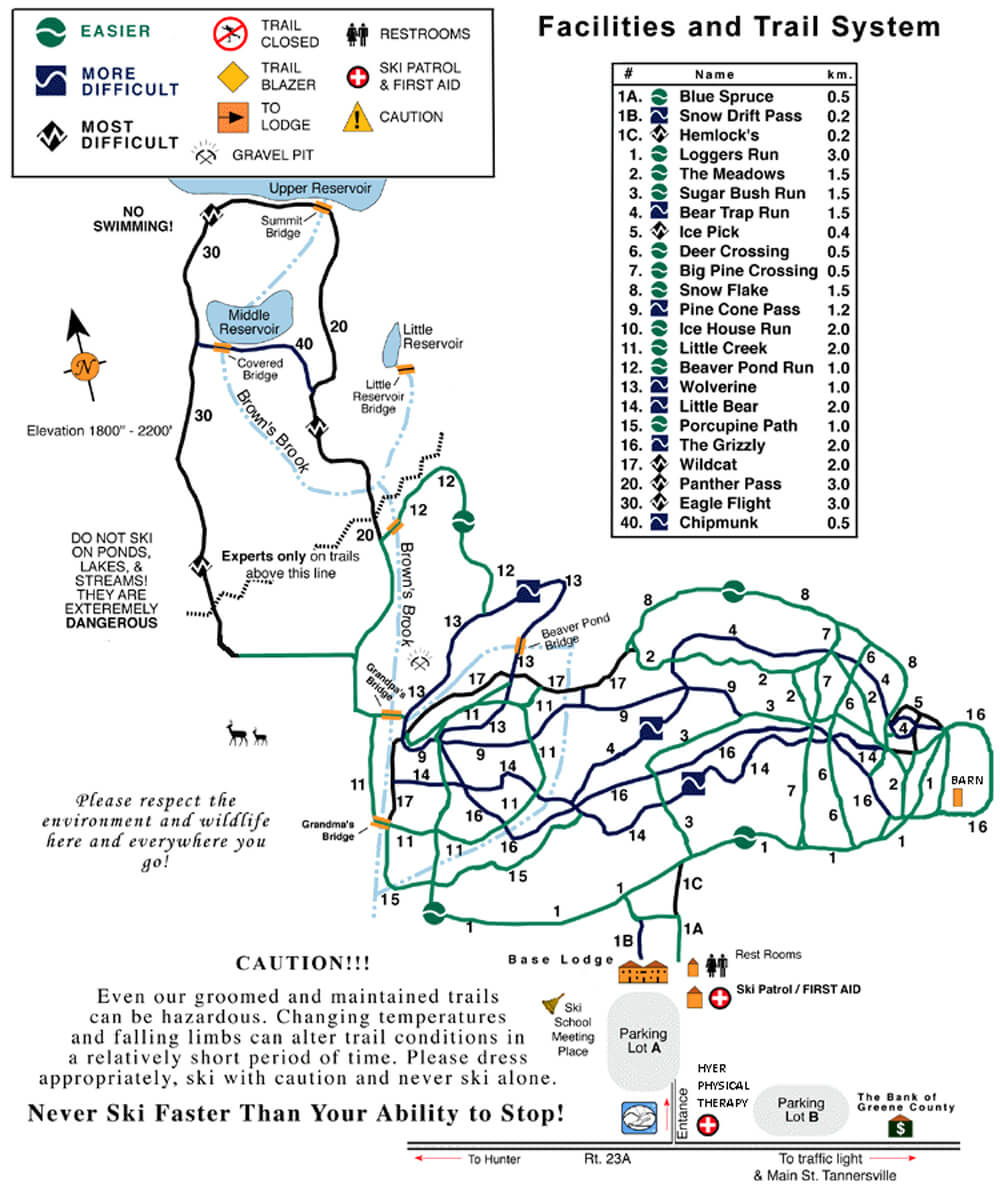 Facilities and Trail System
EASIER
MORE
DIFFICULT
MOST
DIFFICULT
TRAIL
CLOSED
TRAIL
BLAZER
TO
LODGE
GRAVEL PIT
RESTROOMS
SKI PATROL
& FIRST AID
CAUTION
# Name km.
1A. Blue Spruce 0.5
1B. Snow Drift Pass 0.2
1C. Hemlock's 0.2
1. Loggers Run 3.0
2. The Meadows 1.5
3. Sugar Bush Run 1.5
4. Bear Trap Run 1.5
5. Ice Pick 0.4
6. Deer Crossing 0.5
7. Big Pine Crossing 0.5
8. Snow Flake 1.5
9. Pine Cone Pass 1.2
10. Ice House Run 2.0
11. Little Creek 2.0
12. Beaver Pond Run 1.0
13. Wolverine 1.0
14. Little Bear 2.0
15. Porcupine Path 1.0
16. The Grizzly 2.0
17. Wildcat 2.0
20. Panther Pass 3.0
30. Eagle Flight 3.0
40. Chipmunk 0.5
Upper Reservoir
NO
SWIMMING!
Summit
Bridge
30
Middle
Reservoir
20
40
Little
Reservoir
Covered
Bridge
Little
Reservoir
Bridge
N
30
Brown's Brook
Elevation 1800" - 2200'
12
12
20
DO NOT SKI
ON PONDS,
LAKES, &
STREAMS!
THEY ARE
EXTEREMELY
DANGEROUS
Experts only on trails
above this line
Brown's Brook
12
13
13
Beaver Pond
Bridge
13
8
8
4
7
6
8
2
17
17
Grandpa's
Bridge
13
11
11
13
9
9
3
2
2
7
6
2
4
5
4
16
9
9
14
14
11
4
3
16
14
14
11
17
11
16
16
16
14
7
6
6
16
2
1
BARN
16
Please respect the
environment and wildlife
here and everywhere you
go!
Grandma's
Bridge
11
11
15
15
3
1
1
1
1
1
1
1C
1A
1B
Base Lodge
Rest Rooms
Ski Patrol / FIRST AID
CAUTION!!!
Even our groomed and maintained trails
can be hazardous. Changing temperatures
and falling limbs can alter trail conditions in
a relatively short period of time. Please dress
appropriately, ski with caution and never ski alone.
Never Ski Faster Than Your Ability to Stop!
Ski
School
Meeting
Place
Parking
Lot A
HYER
PHYSICAL
THERAPY
Entance
Parking
Lot B
The Bank of
Greene County
$
To Hunter
Rt. 23A
To traffic light
& Main St. Tannersville